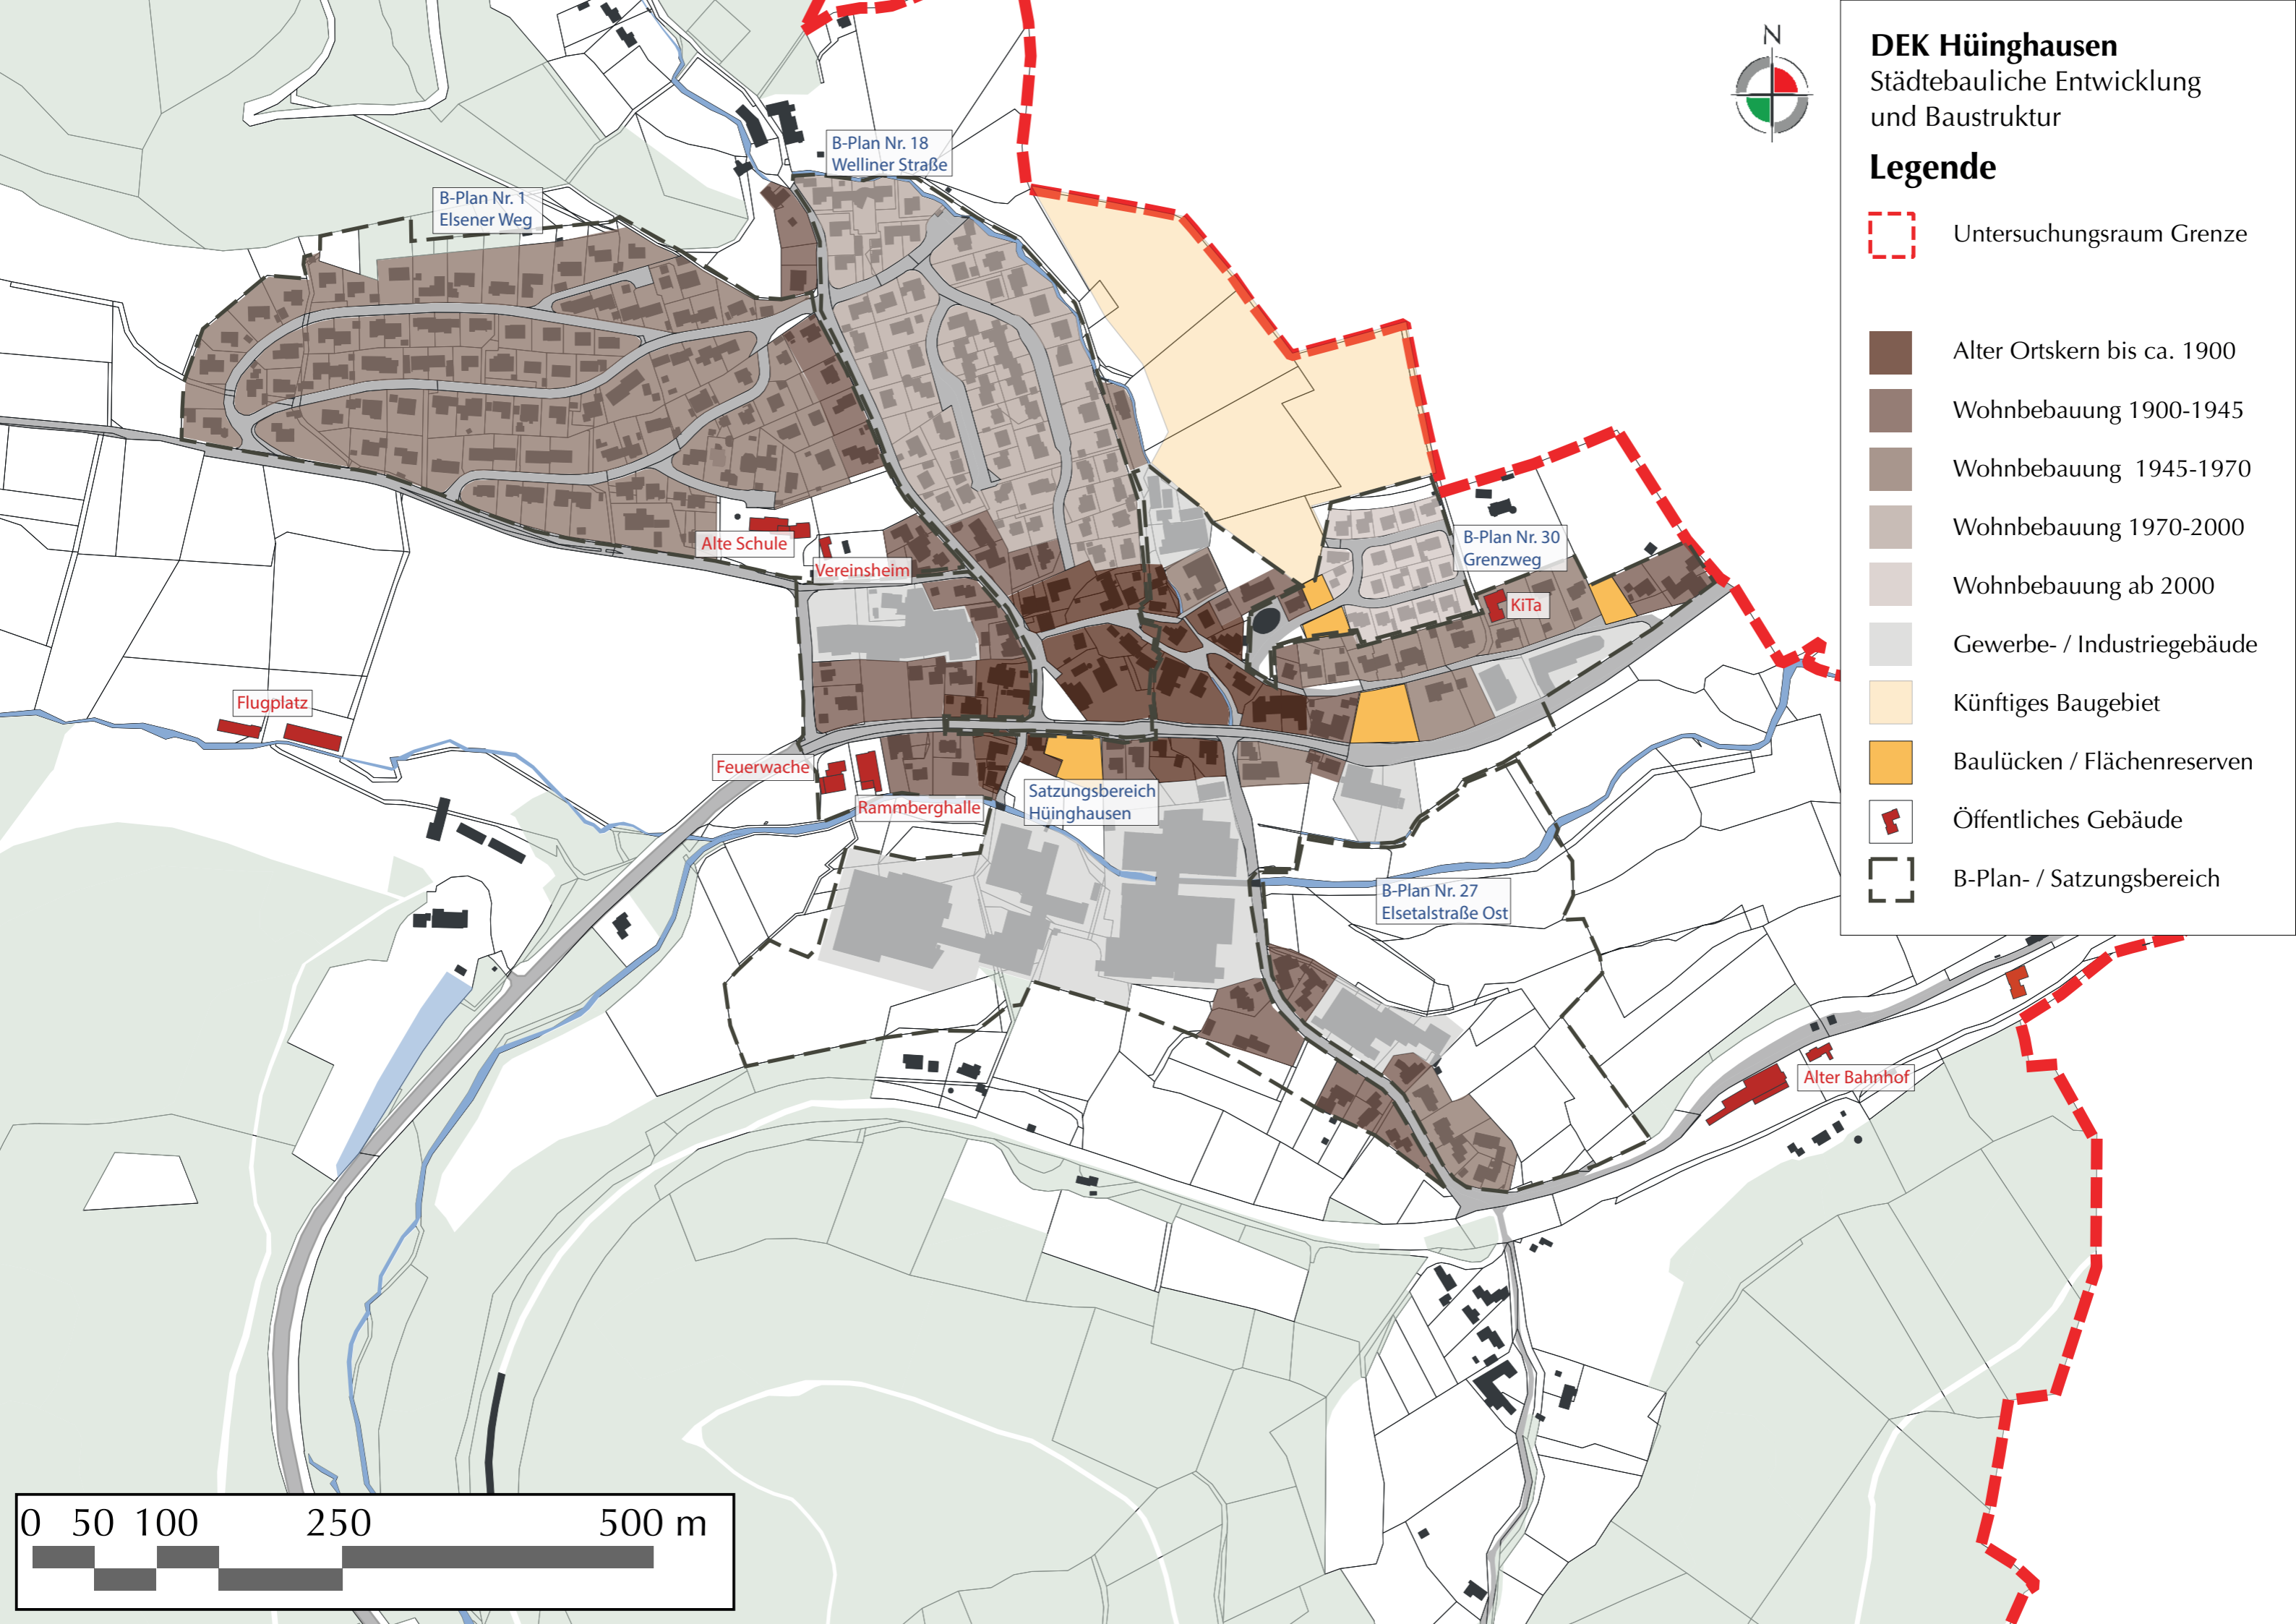 DEK Hüinghausen
Städtebauliche Entwicklung
und Baustruktur
Legende
Untersuchungsraum Grenze
Alter Ortskern bis ca. 1900
Wohnbebauung 1900-1945
Wohnbebauung 1945-1970
Wohnbebauung 1970-2000
Wohnbebauung ab 2000
Gewerbe- / Industriegebäude
Künftiges Baugebiet
Baulücken / Flächenreserven
Öffentliches Gebäude
B-Plan- / Satzungsbereich
N
B-Plan Nr. 18
Welliner Straße
B-Plan Nr. 1
Elsener Weg
Alte Schule
Vereinsheim
B-Plan Nr. 30
Grenzweg
KiTa
Flugplatz
Feuerwache
Rammberghalle
Satzungsbereich
Hüinghausen
B-Plan Nr. 27
Elsetalstraße Ost
Alter Bahnhof
0 50 100 250 500 m